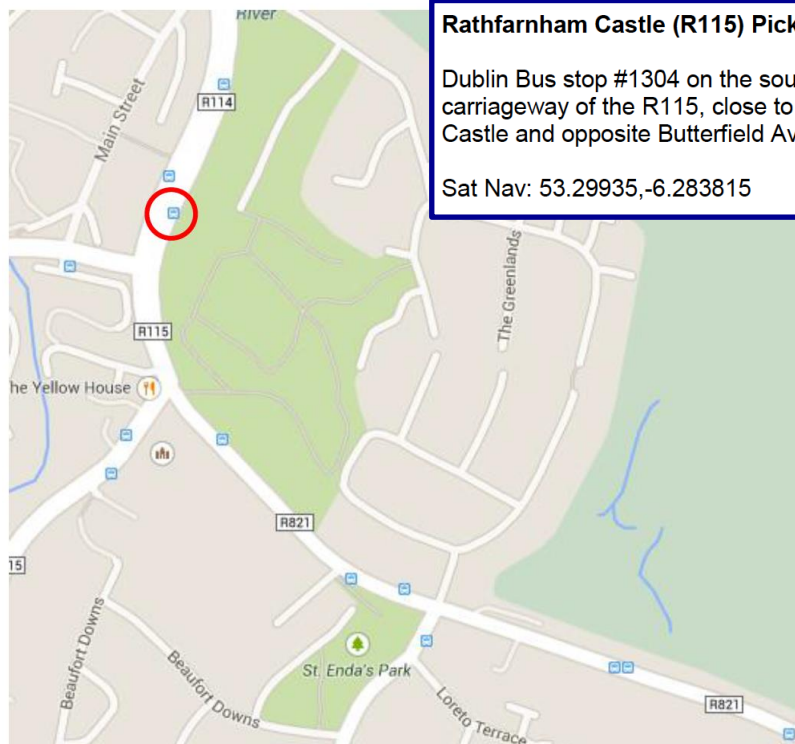 River
Rathfarnham Castle (R115) Pick
Dublin Bus stop #1304 on the sou
carriageway of the R115, close to
Castle and opposite Butterfield Av
Sat Nav: 53.29935,-6.283815
R114
Main Street
The Greenlands
R115
he Yellow House
R821
15
St. Enda's Park
Beaufort Downs
Beaufort Downs
Loreto Terrace
R821